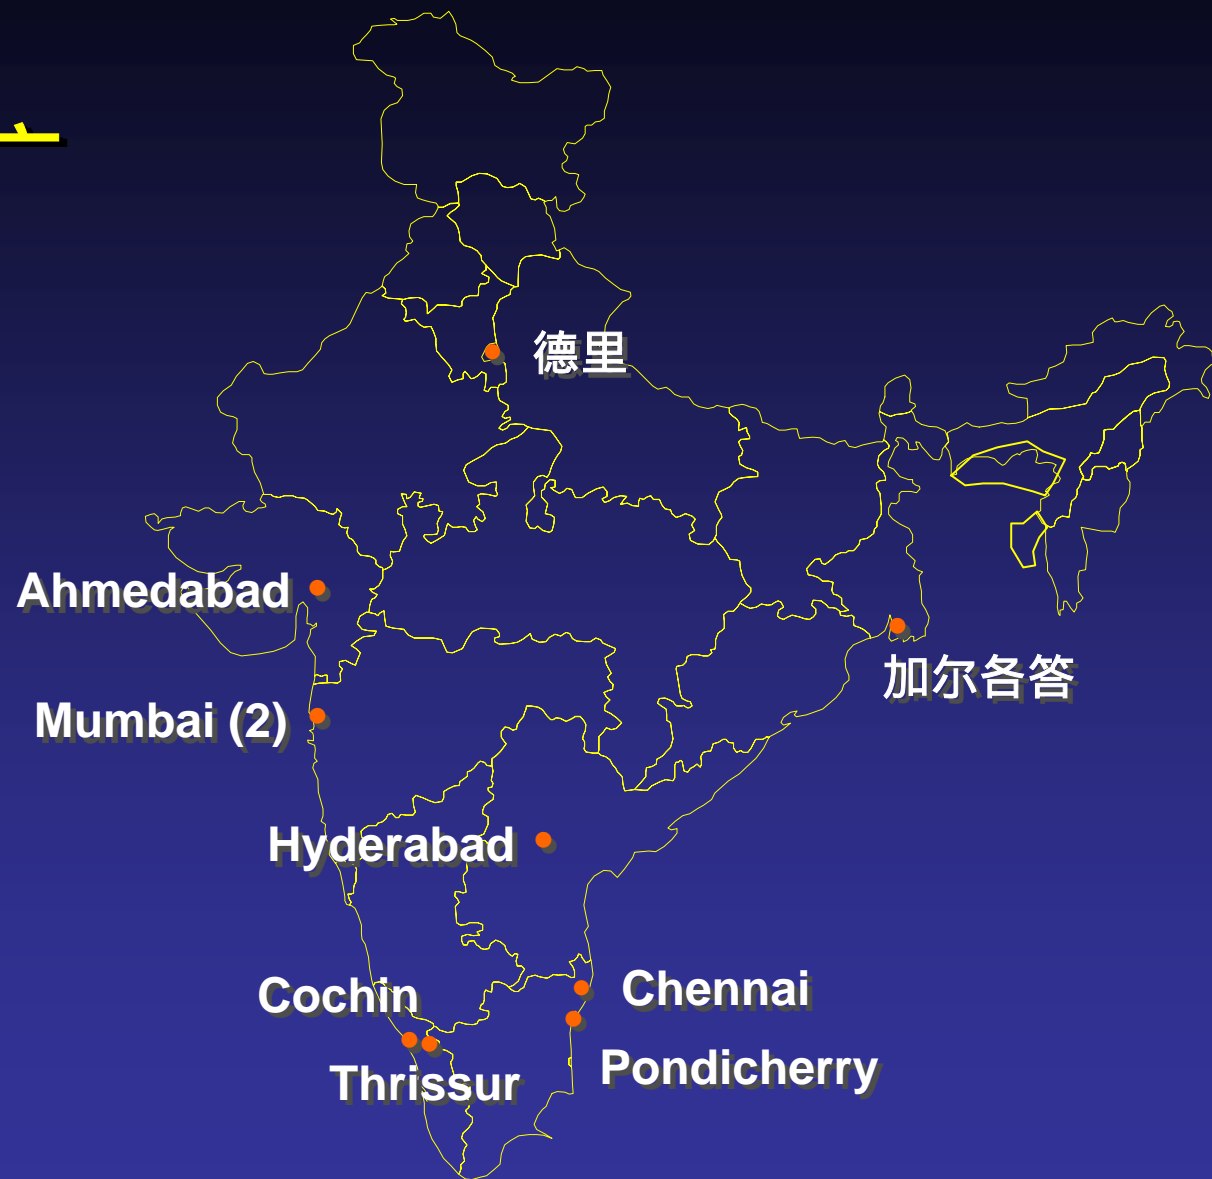 德里
Ahmedabad
加尔各答
Mumbai (2)
Hyderabad
Cochin
Chennai
Thrissur
Pondicherry